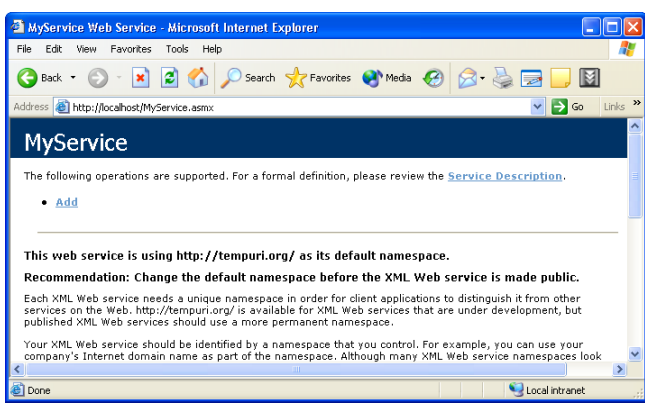 MyService Web Service - Microsoft Internet Explorer
File Edit View Favorites Tools Help
Back Search Favorites Media
Address http://localhost/MyService.asmx Go Links »
MyService
The following operations are supported. For a formal definition, please review the Service Description.
• Add
This web service is using http://tempuri.org/ as its default namespace.
Recommendation: Change the default namespace before the XML Web service is made public.
Each XML Web service needs a unique namespace in order for client applications to distinguish it from other
services on the Web. http://tempuri.org/ is available for XML Web services that are under development, but
published XML Web services should use a more permanent namespace.
Your XML Web service should be identified by a namespace that you control. For example, you can use your
company's Internet domain name as part of the namespace. Although many XML Web service namespaces look
Done Local intranet